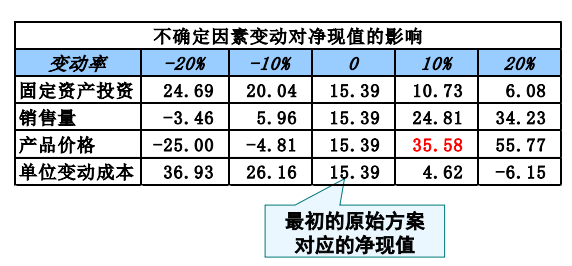 不确定因素变动对净现值的影响
变动率 -20% -10% 0 10% 20%
固定资产投资 24.69 20.04 15.39 10.73 6.08
销售量 -3.46 5.96 15.39 24.81 34.23
产品价格 -25.00 -4.81 15.39 35.58 55.77
单位变动成本 36.93 26.16 15.39 4.62 -6.15
最初的原始方案
对应的净现值